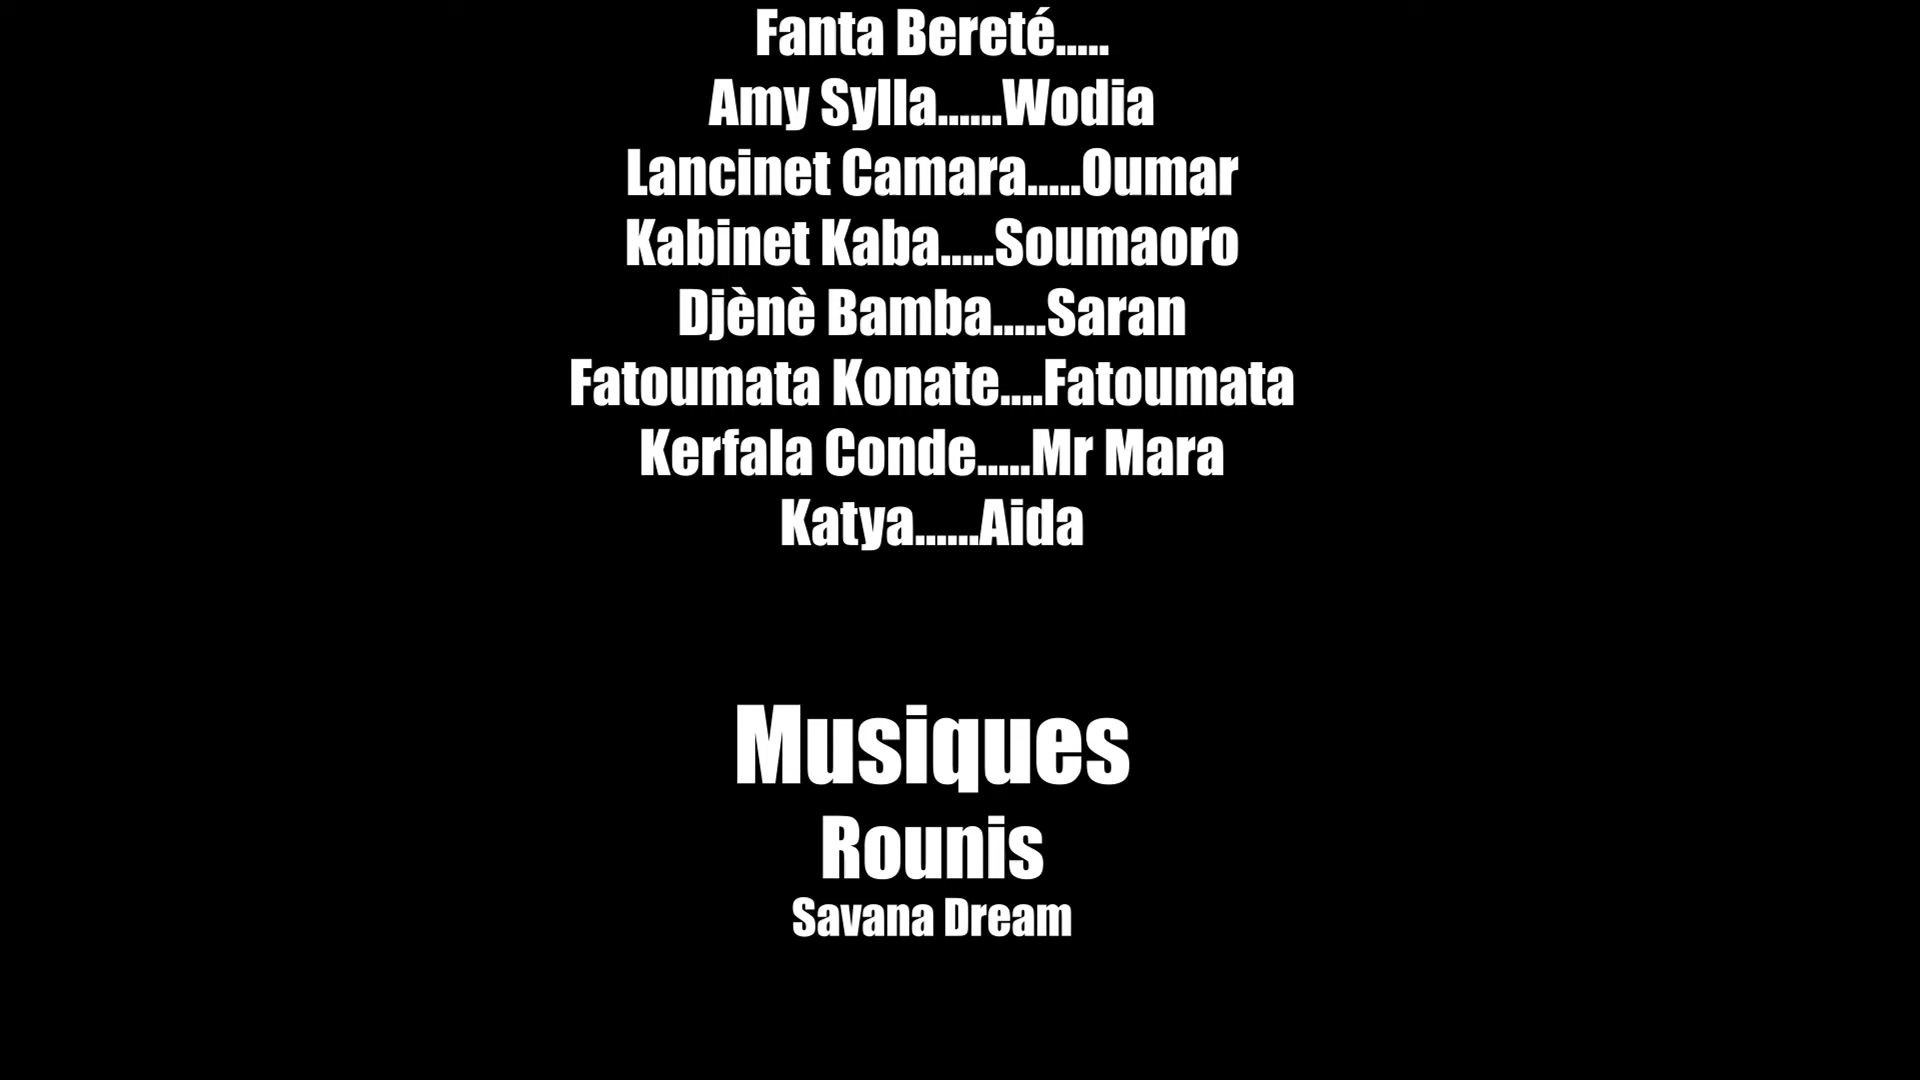 Fanta Bereté.....
Amy Sylla......Wodia
Lancinet Camara.....Oumar
Kabinet Kaba.....Soumaoro
Djènè Bamba.....Saran
Fatoumata Konate....Fatoumata
Kerfala Conde.....Mr Mara
Katya......Aida
Musiques
Rounis
Savana Dream